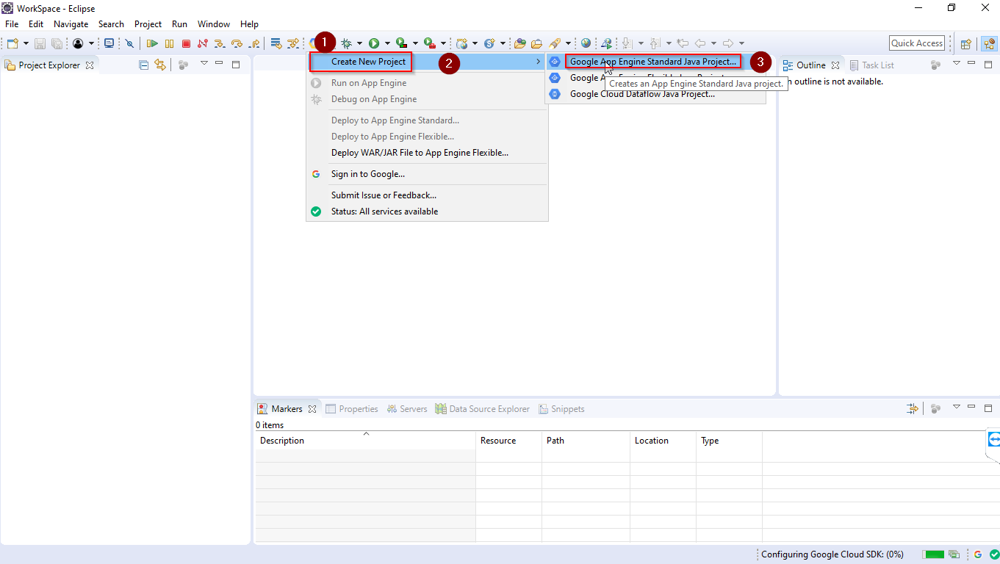 WorkSpace - Eclipse
File Edit Navigate Search Project Run Window Help
1
Quick Access
Project Explorer
Create New Project
2
Run on App Engine
Debug on App Engine
Deploy to App Engine Standard...
Deploy to App Engine Flexible...
Deploy WAR/JAR File to App Engine Flexible...
Sign in to Google...
Submit Issue or Feedback...
Status: All services available
Google App Engine Standard Java Project...
3
Google A
Creates an App Engine Standard Java project.
Google Cloud Dataflow Java Project...
Outline Task List
n outline is not available.
Markers Properties Servers Data Source Explorer Snippets
0 items
Description Resource Path Location Type
Configuring Google Cloud SDK: (0%)